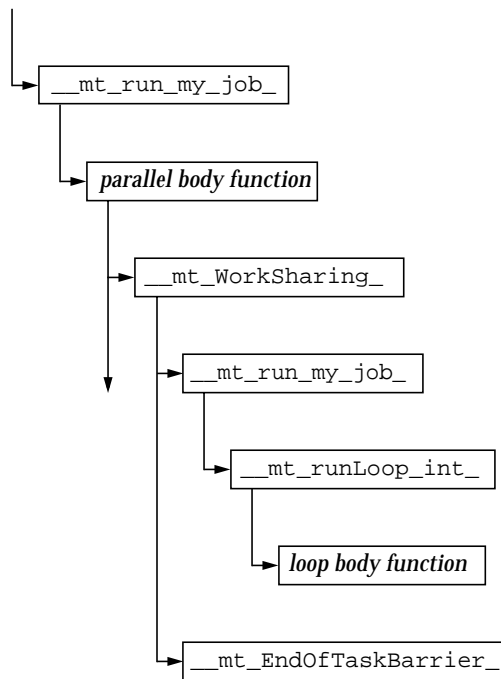 __mt_run_my_job_
parallel body function
__mt_WorkSharing_
__mt_run_my_job_
__mt_runLoop_int_
loop body function
__mt_EndOfTaskBarrier_